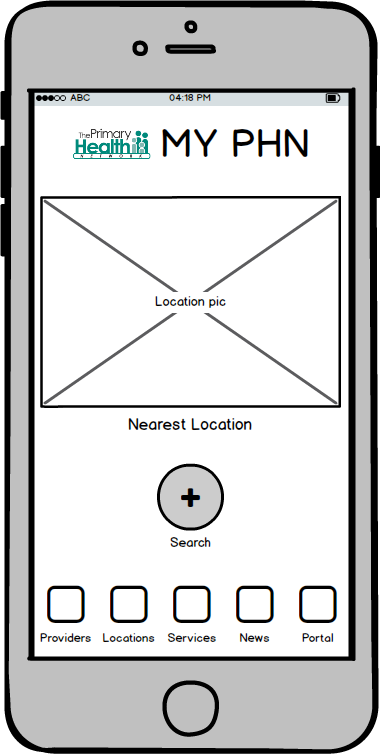 ABC 04:18 PM
The Primary
Health
NETWORK
MY PHN
Location pic
Nearest Location
Search
Providers Locations Services News Portal